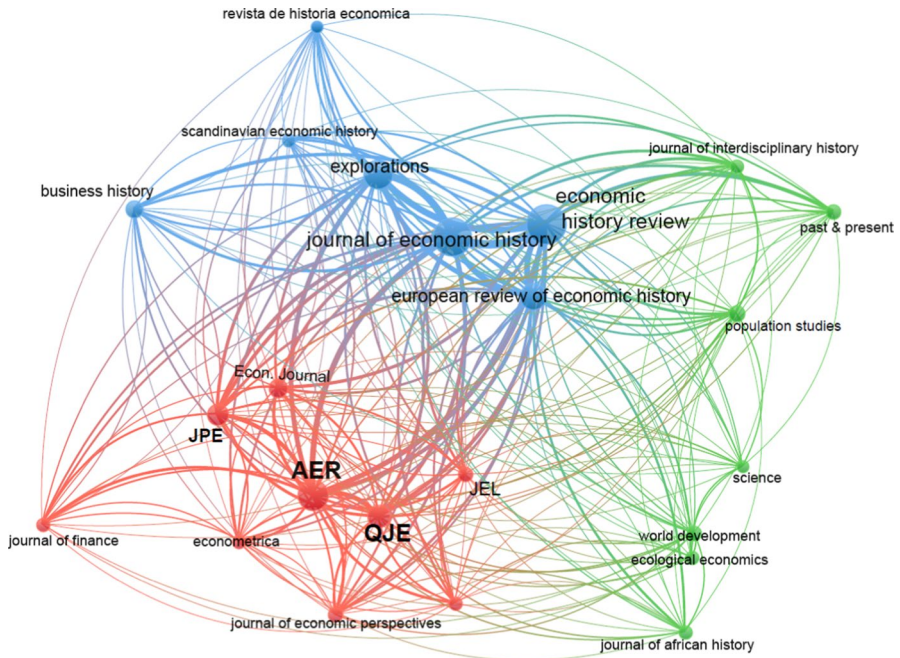 revista de historia economica
scandinavian economic history
journal of interdisciplinary history
explorations
business history
economic
history review
past & present
journal of economic history
european review of economic history
population studies
Econ. Journal
JPE
AER
JEL
science
QJE
journal of finance
econometrica
world development
ecological economics
journal of economic perspectives
journal of african history